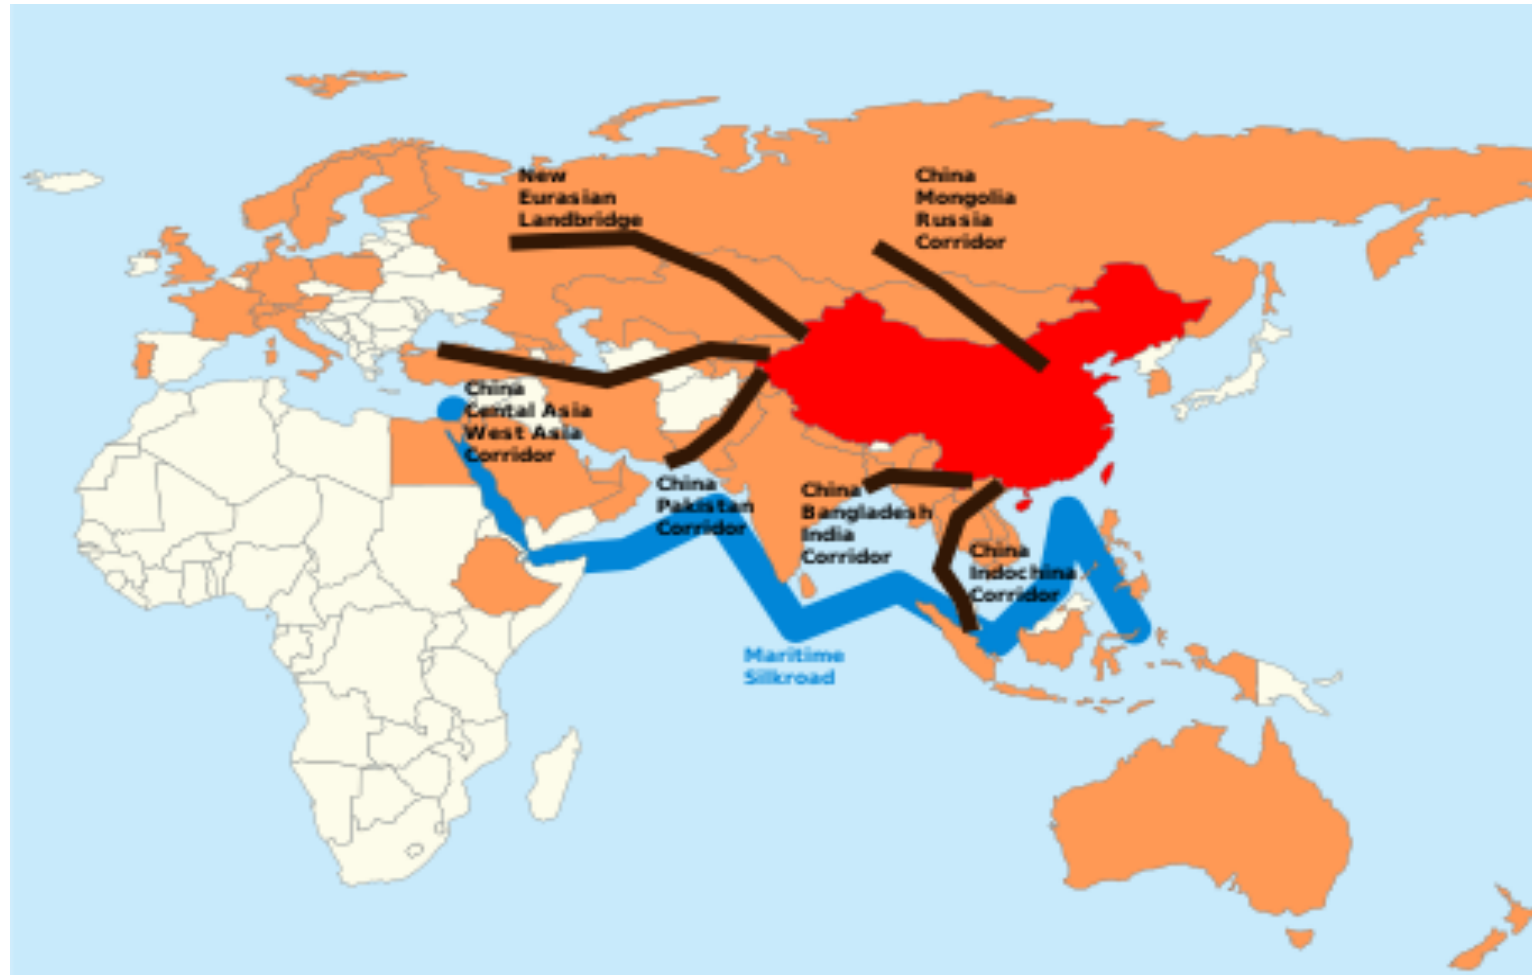 New
Eurasian
Landbridge
China
Mongolia
Russia
Corridor
China
Cental Asia
West Asia
Corridor
China
Pakistan
Corridor
China
Bangladesh
India
Corridor
China
Indochina
Corridor
Maritime
Silkroad